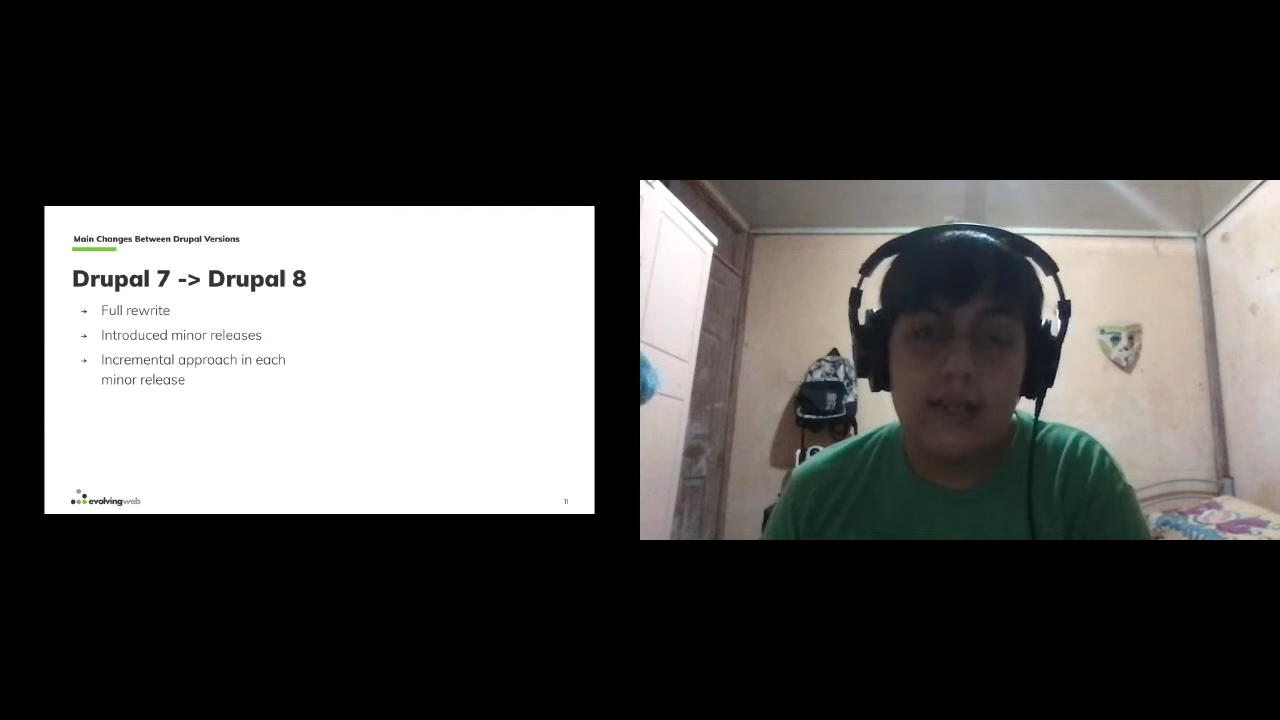 Main Changes Between Drupal Versions
Drupal 7 -> Drupal 8
→ Full rewrite
→ Introduced minor releases
→ Incremental approach in each
minor release
evolvingweb
11